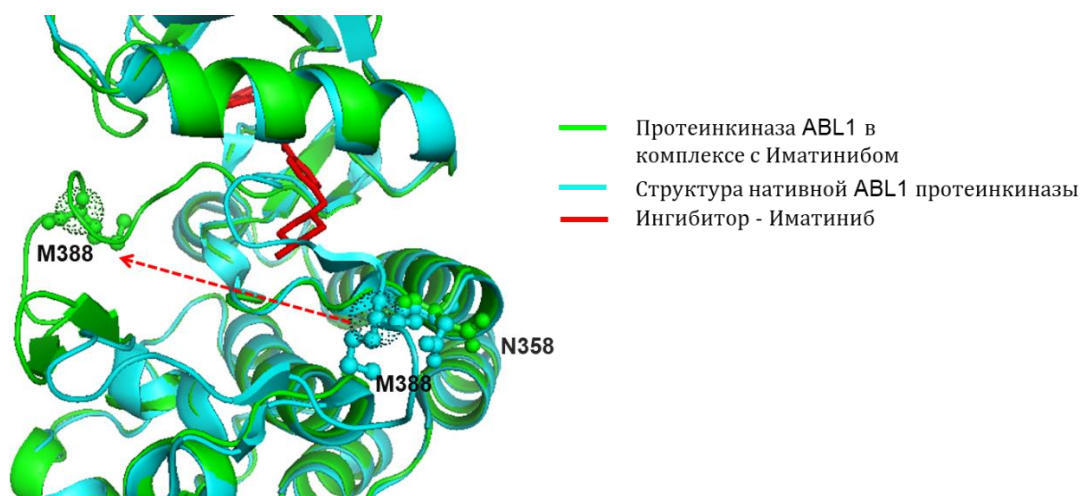 Протеинкиназа ABL1 в
комплексе с Иматинибом
Структура нативной ABL1 протеинкиназы
Ингибитор - Иматиниб
M388
N358
M388